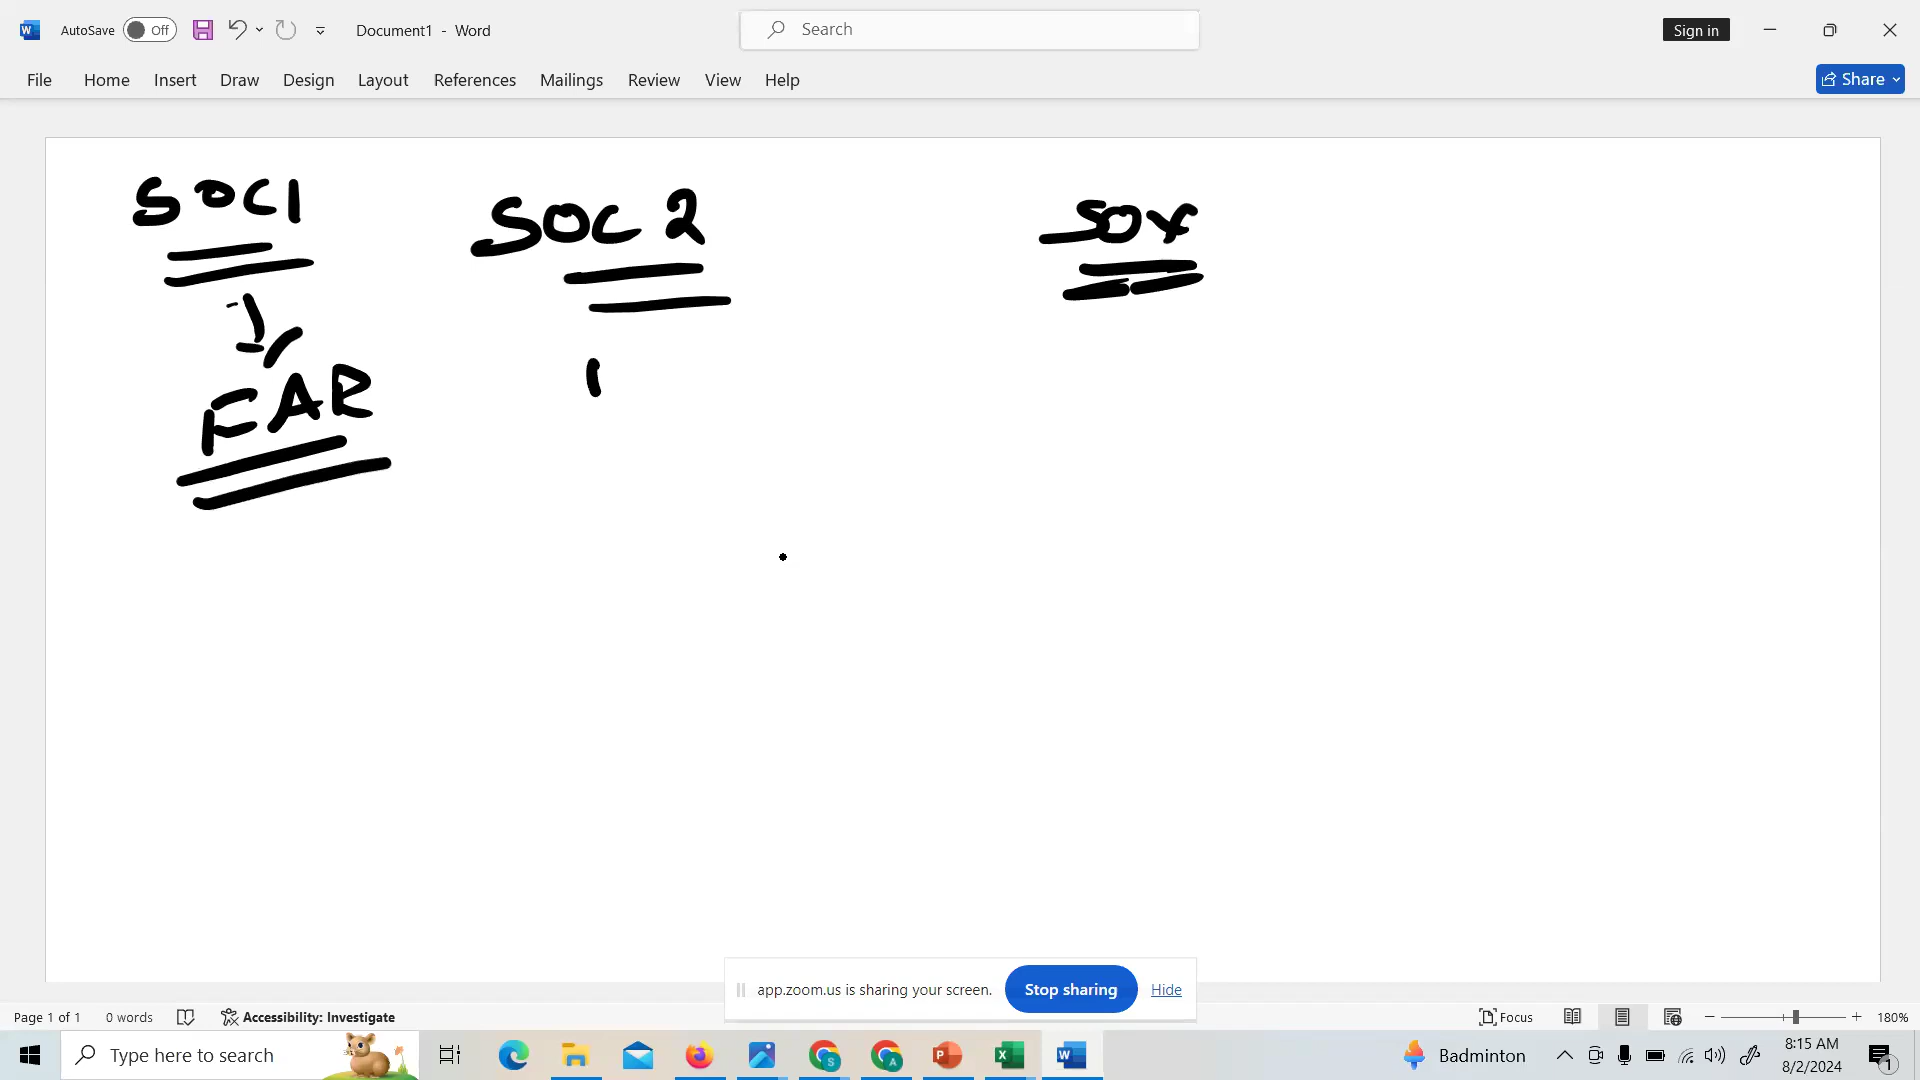 AutoSave Off Document1 - Word Search Sign in
File Home Insert Draw Design Layout References Mailings Review View Help Share
SOC1 SOC 2 SOX
FAR
app.zoom.us is sharing your screen. Stop sharing Hide
Page 1 of 1 0 words Accessibility: Investigate Focus 180%
Type here to search Badminton 8:15 AM
8/2/2024 1